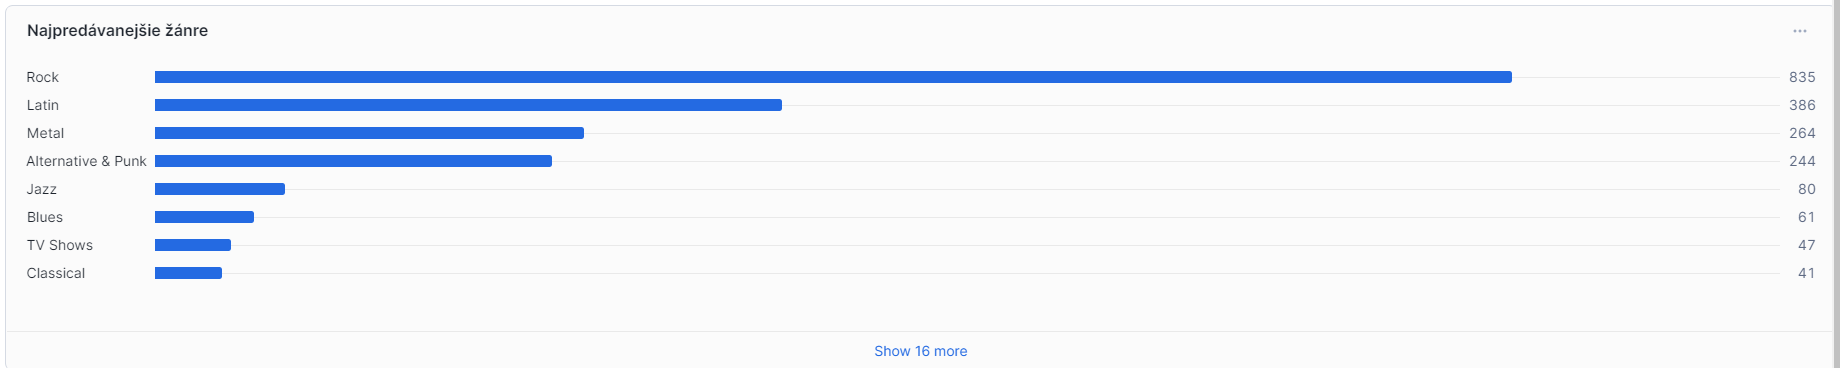 Najpredávanejšie žánre
Rock 835
Latin 386
Metal 264
Alternative & Punk 244
Jazz 80
Blues 61
TV Shows 47
Classical 41
Show 16 more